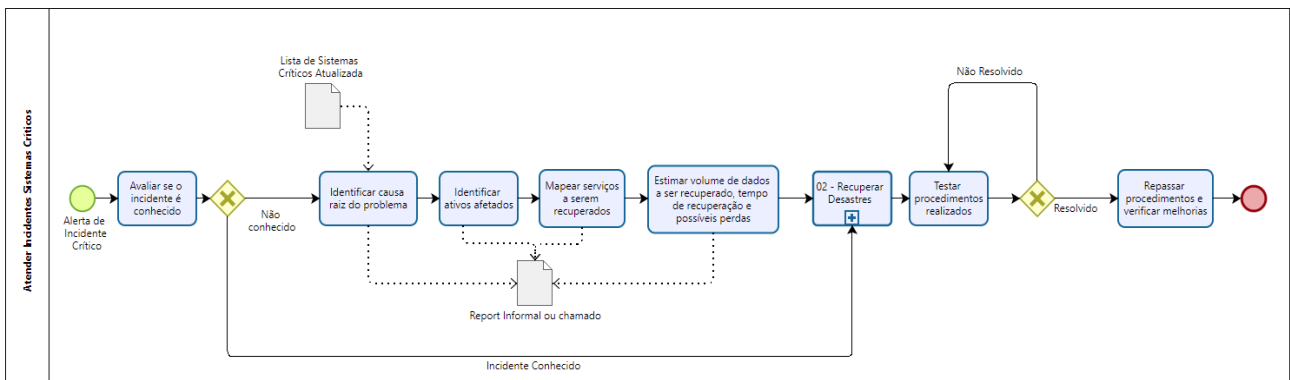 Atender Incidentes Sistemas Críticos
Alerta de
Incidente
Crítico
Avaliar se o
incidente é
conhecido
Não
conhecido
Lista de Sistemas
Críticos Atualizada
Identificar causa
raiz do problema
Identificar
ativos afetados
Mapear serviços
a serem
recuperados
Estimar volume de dados
a ser recuperado, tempo
de recuperação e
possíveis perdas
Report Informal ou chamado
Incidente Conhecido
02 - Recuperar
Desastres
Testar
procedimentos
realizados
Não Resolvido
Resolvido
Repassar
procedimentos e
verificar melhorias